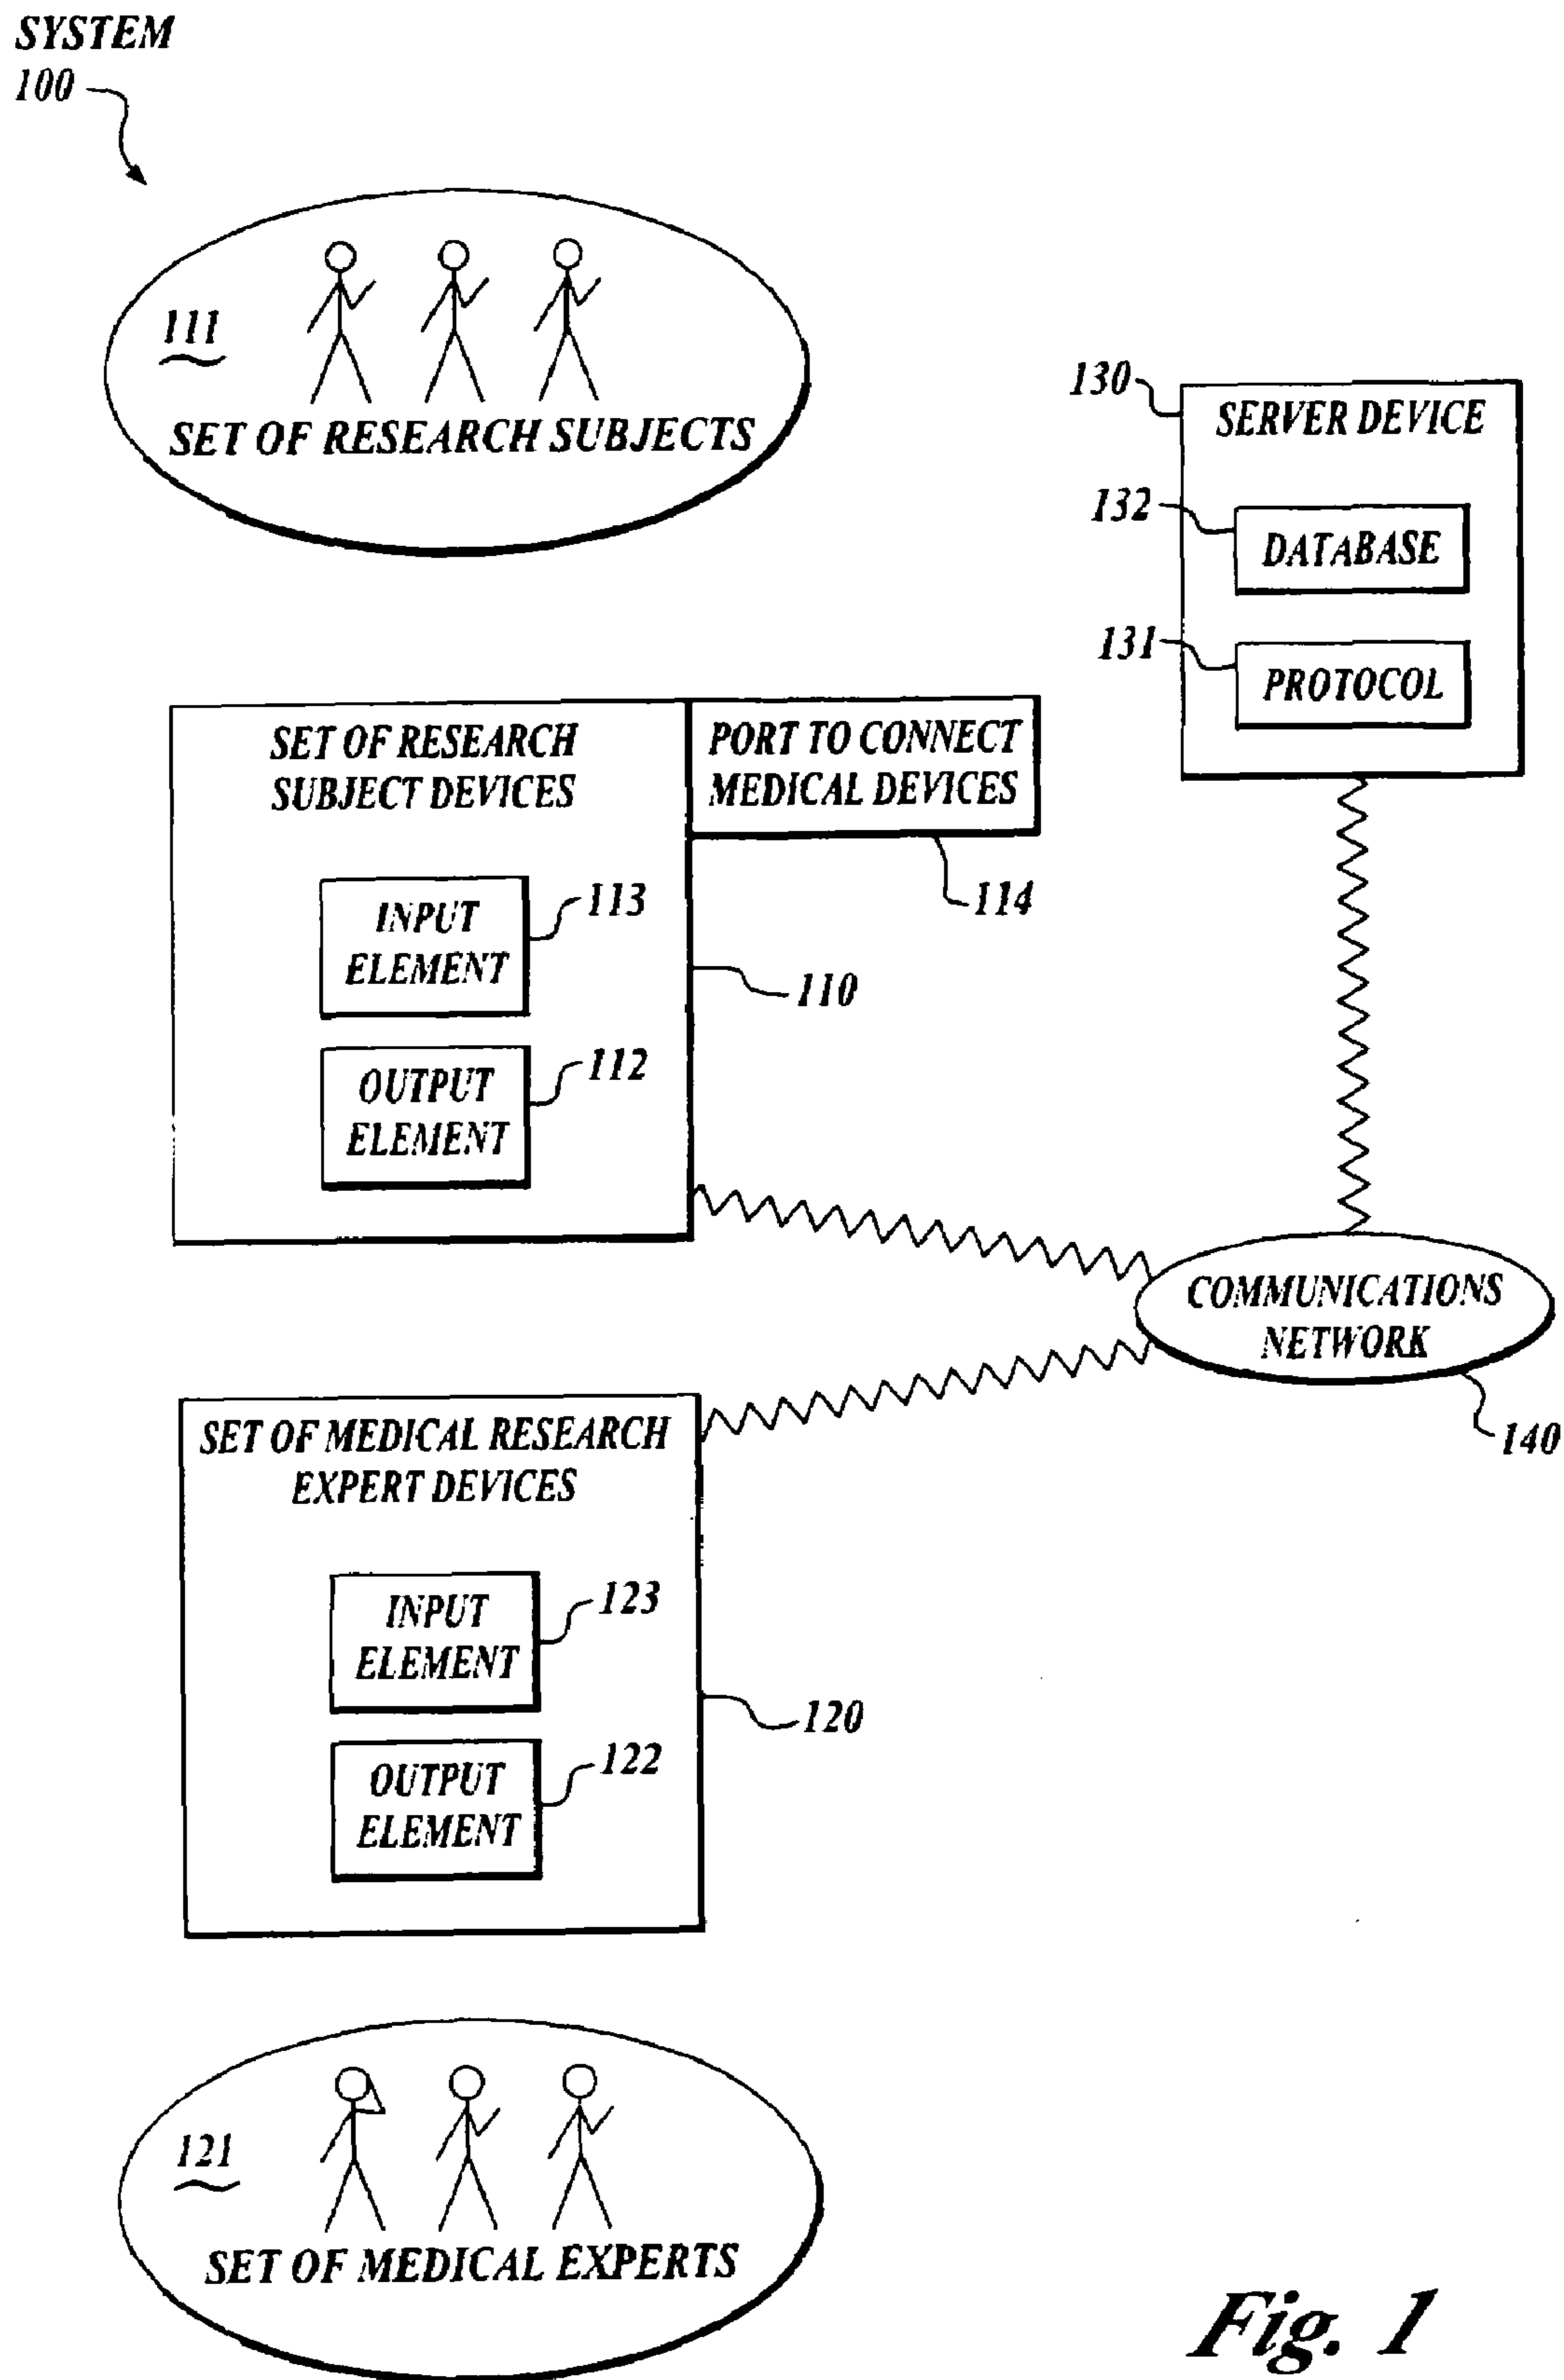 SYSTEM
100
111
SET OF RESEARCH SUBJECTS
130
SERVER DEVICE
132
DATABASE
131
PROTOCOL
SET OF RESEARCH
SUBJECT DEVICES
PORT TO CONNECT
MEDICAL DEVICES
114
INPUT
ELEMENT
113
110
OUTPUT
ELEMENT
112
COMMUNICATIONS
NETWORK
140
SET OF MEDICAL RESEARCH
EXPERT DEVICES
INPUT
ELEMENT
123
120
OUTPUT
ELEMENT
122
121
SET OF MEDICAL EXPERTS
Fig. 1